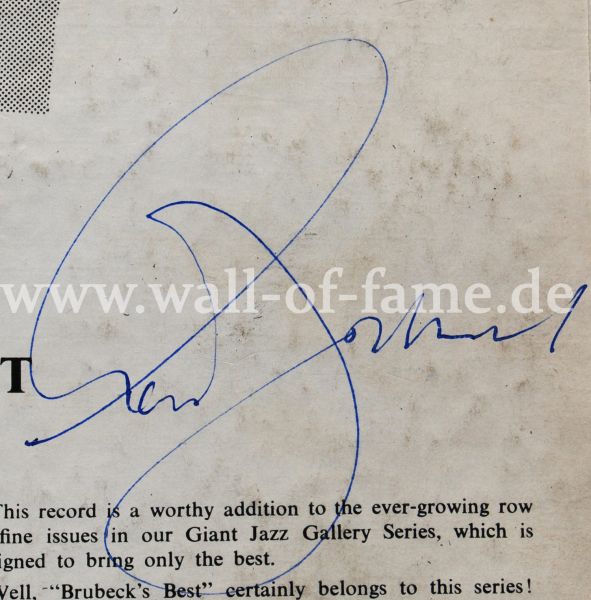 www.wall-of-fame.de
T
This record is a worthy addition to the ever-growing row
fine issues in our Giant Jazz Gallery Series, which is
igned to bring only the best.
Well, "Brubeck's Best" certainly belongs to this series!